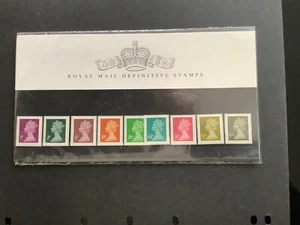 ROYAL MAIL DEFINITIVE STAMPS